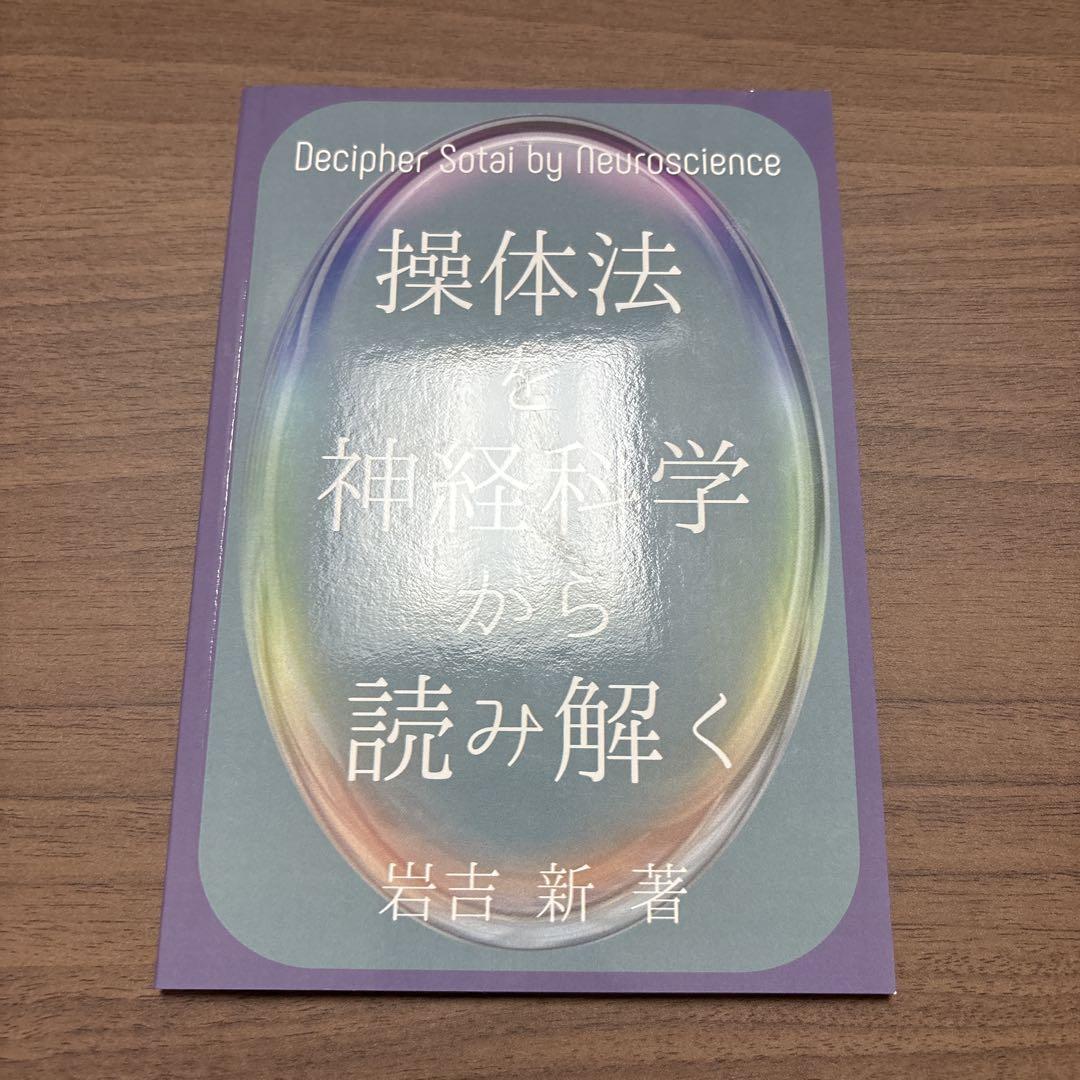 Decipher Sotai by Neuroscience
操体法
を
神経科学
から
読み解く
岩吉 新 著